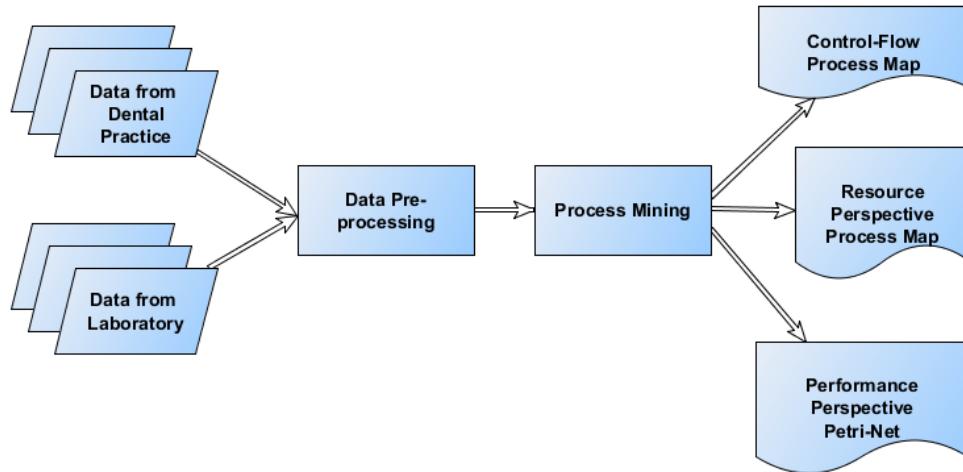 Data from
Dental
Practice
Data from
Laboratory
Data Pre-
processing
Process Mining
Control-Flow
Process Map
Resource
Perspective
Process Map
Performance
Perspective
Petri-Net